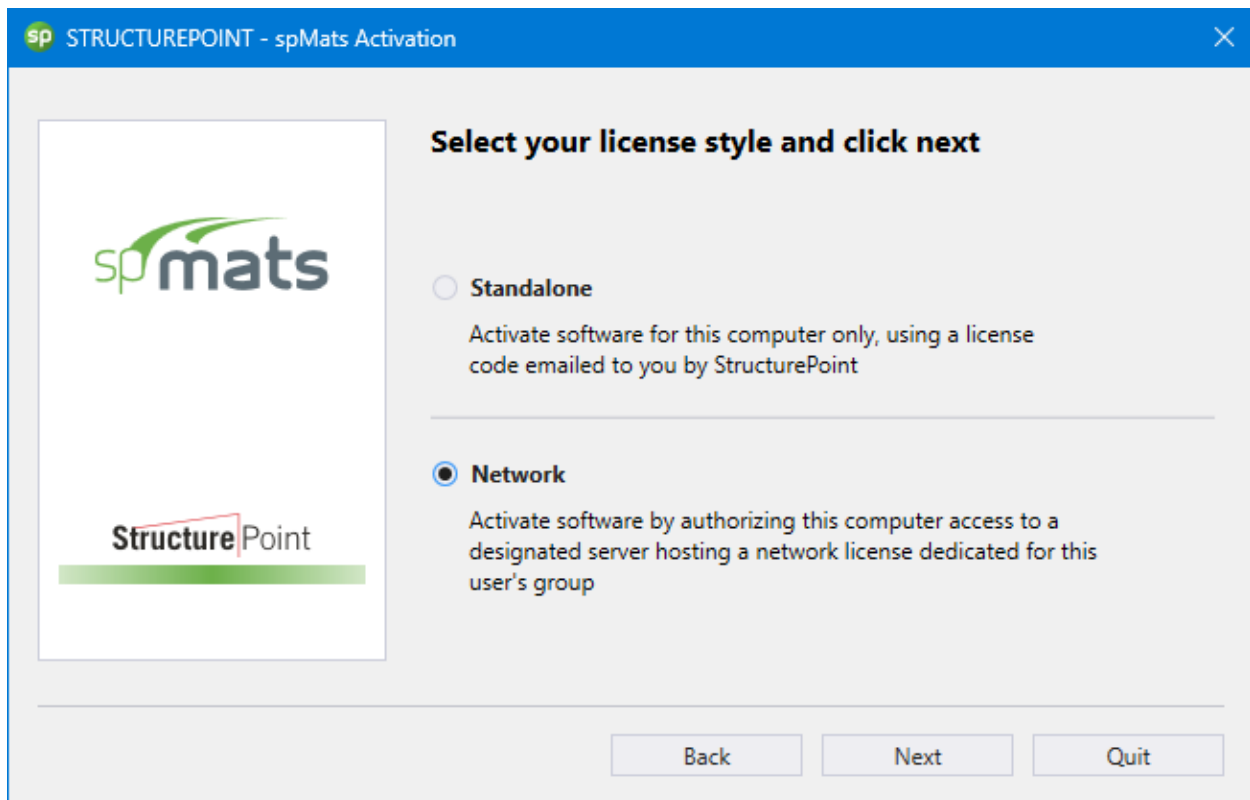 sp STRUCTUREPOINT - spMats Activation
spmats
StructurePoint
Select your license style and click next
Standalone
Activate software for this computer only, using a license
code emailed to you by StructurePoint
Network
Activate software by authorizing this computer access to a
designated server hosting a network license dedicated for this
user's group
Back Next Quit